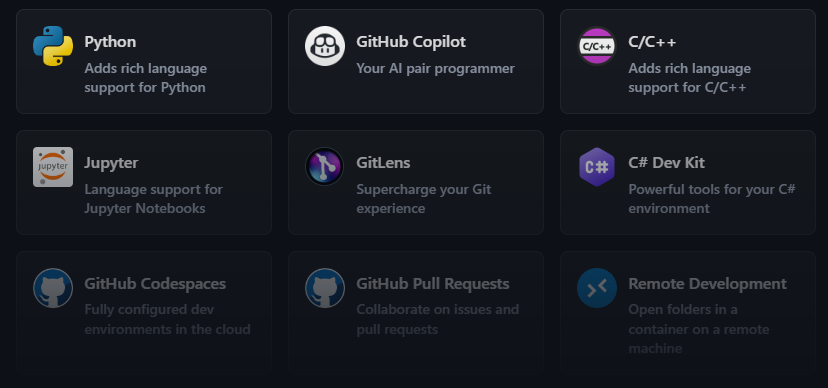 Python
Adds rich language
support for Python
GitHub Copilot
Your AI pair programmer
C/C++
C/C++
Adds rich language
support for C/C++
jupyter
Jupyter
Language support for
Jupyter Notebooks
GitLens
Supercharge your Git
experience
C#
C# Dev Kit
Powerful tools for your C#
environment
GitHub Codespaces
Fully configured dev
environments in the cloud
GitHub Pull Requests
Collaborate on issues and
pull requests
Remote Development
Open folders in a
container on a remote
machine